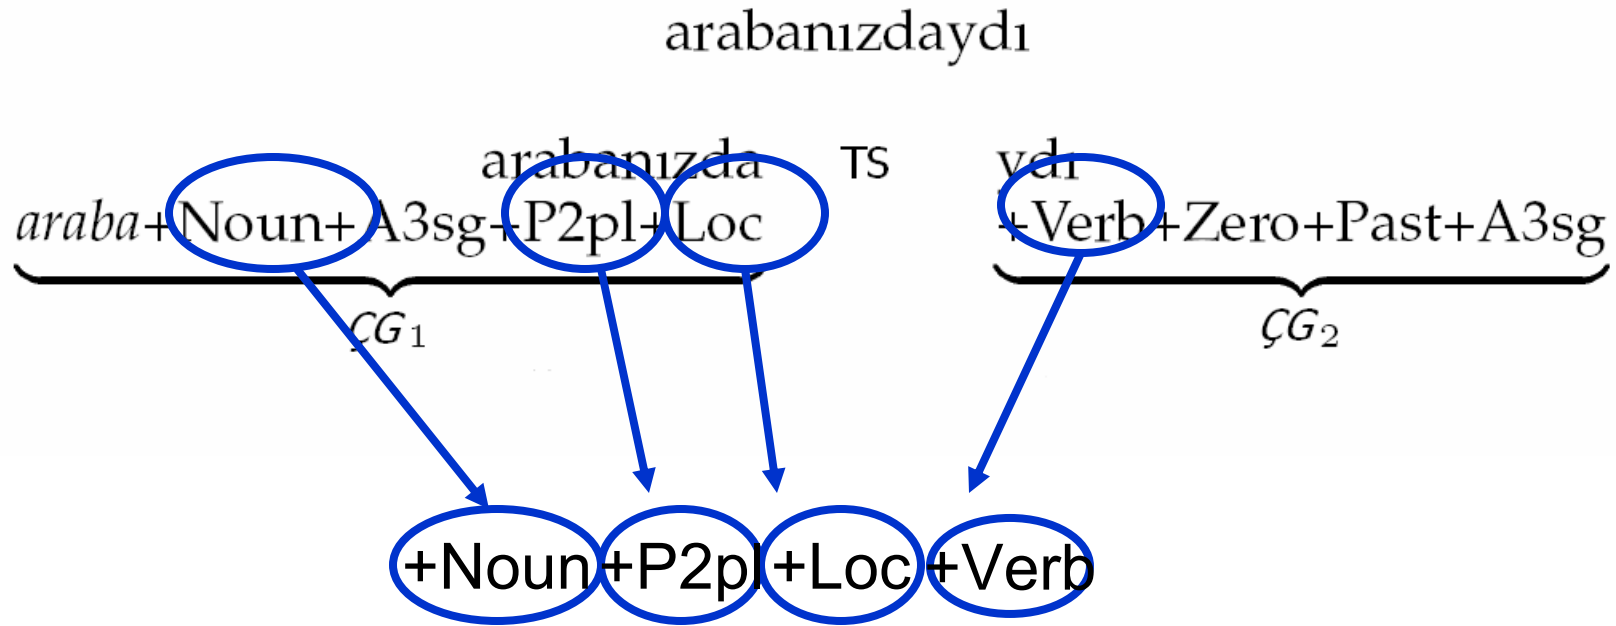 arabanızdaydı
arabanızda TS ydı
araba+Noun+A3sg+P2pl+Loc +Verb+Zero+Past+A3sg
ÇG1 ÇG2
+Noun +P2pl +Loc +Verb